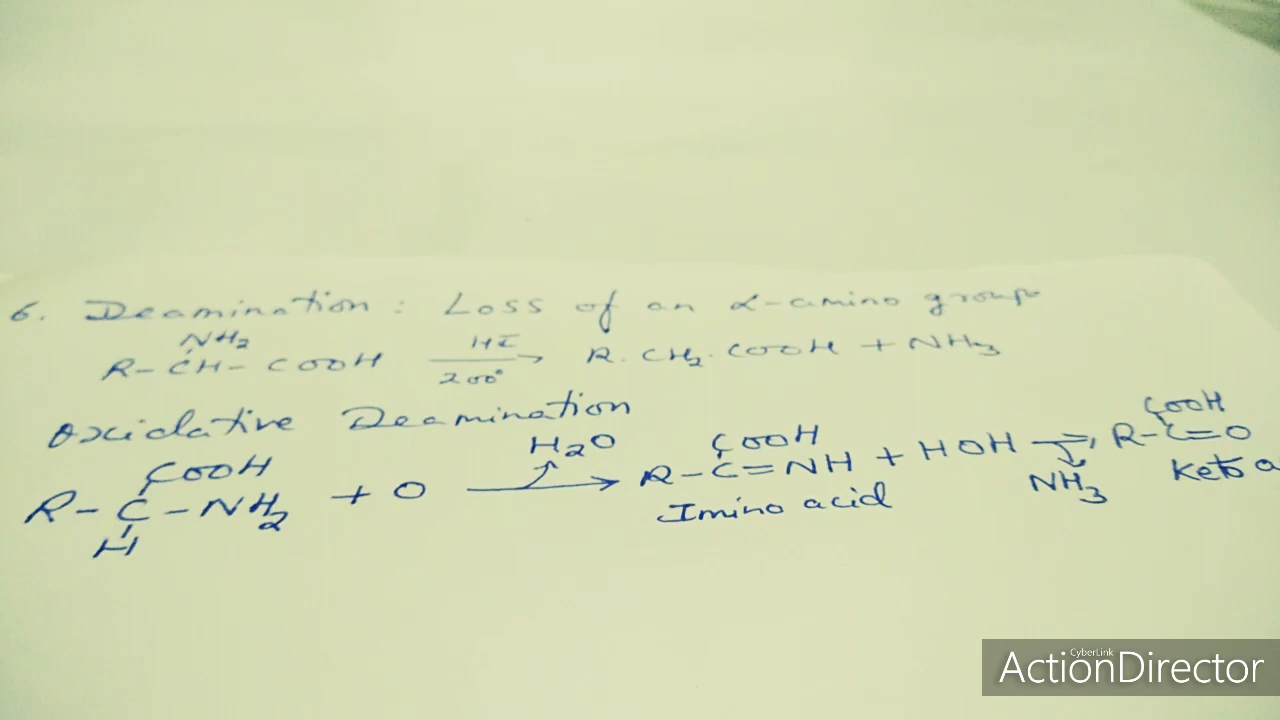 6. Deamination: Loss of an α-amino group
NH2
R-CH-COOH HI 200° → R.CH2.COOH + NH3
Oxidative Deamination
COOH H2O COOH COOH
R-C-NH2 + O → R-C=NH + HOH → R-C=O
H Imino acid NH3 Keto a
CyberLink
ActionDirector